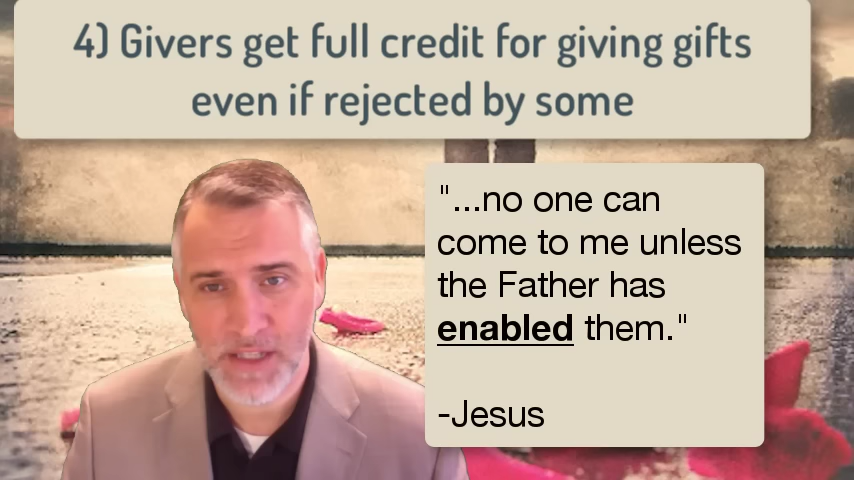 4) Givers get full credit for giving gifts
even if rejected by some
"...no one can
come to me unless
the Father has
enabled them."
-Jesus